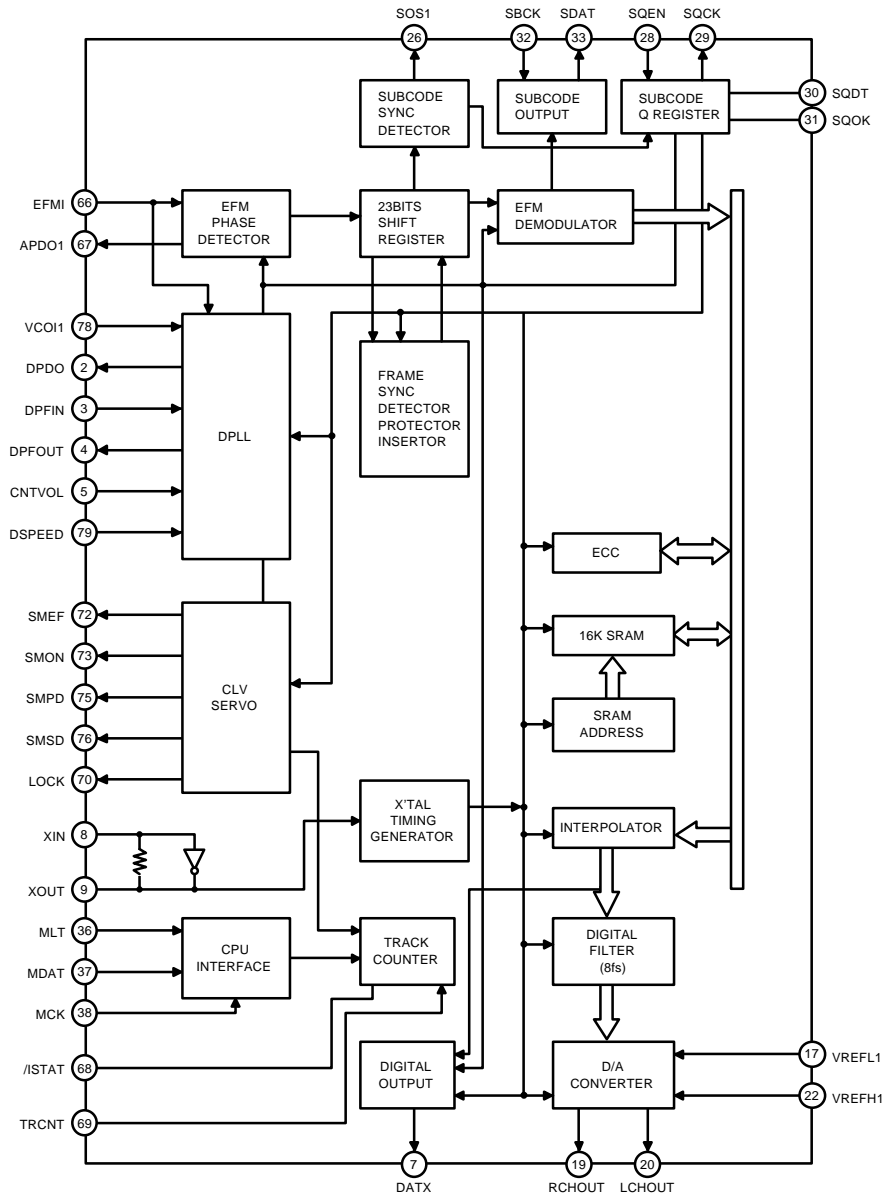 SOS1 SBCK SDAT SQEN SQCK
26 32 33 28 29
30 SQDT
31 SQOK
SUBCODE
SYNC
DETECTOR
SUBCODE
OUTPUT
SUBCODE
Q REGISTER
EFMI 66
APDO1 67
EFM
PHASE
DETECTOR
23BITS
SHIFT
REGISTER
EFM
DEMODULATOR
VCOI1 78
DPDO 2
DPFIN 3
DPFOUT 4
CNTVOL 5
DSPEED 79
DPLL
FRAME
SYNC
DETECTOR
PROTECTOR
INSERTOR
ECC
SMEF 72
SMON 73
SMPD 75
SMSD 76
LOCK 70
CLV
SERVO
16K SRAM
SRAM
ADDRESS
XIN 8
XOUT 9
X'TAL
TIMING
GENERATOR
INTERPOLATOR
MLT 36
MDAT 37
MCK 38
CPU
INTERFACE
TRACK
COUNTER
DIGITAL
FILTER
(8fs)
/ISTAT 68
TRCNT 69
DIGITAL
OUTPUT
D/A
CONVERTER
17 VREFL1
22 VREFH1
7 19 20
DATX RCHOUT LCHOUT